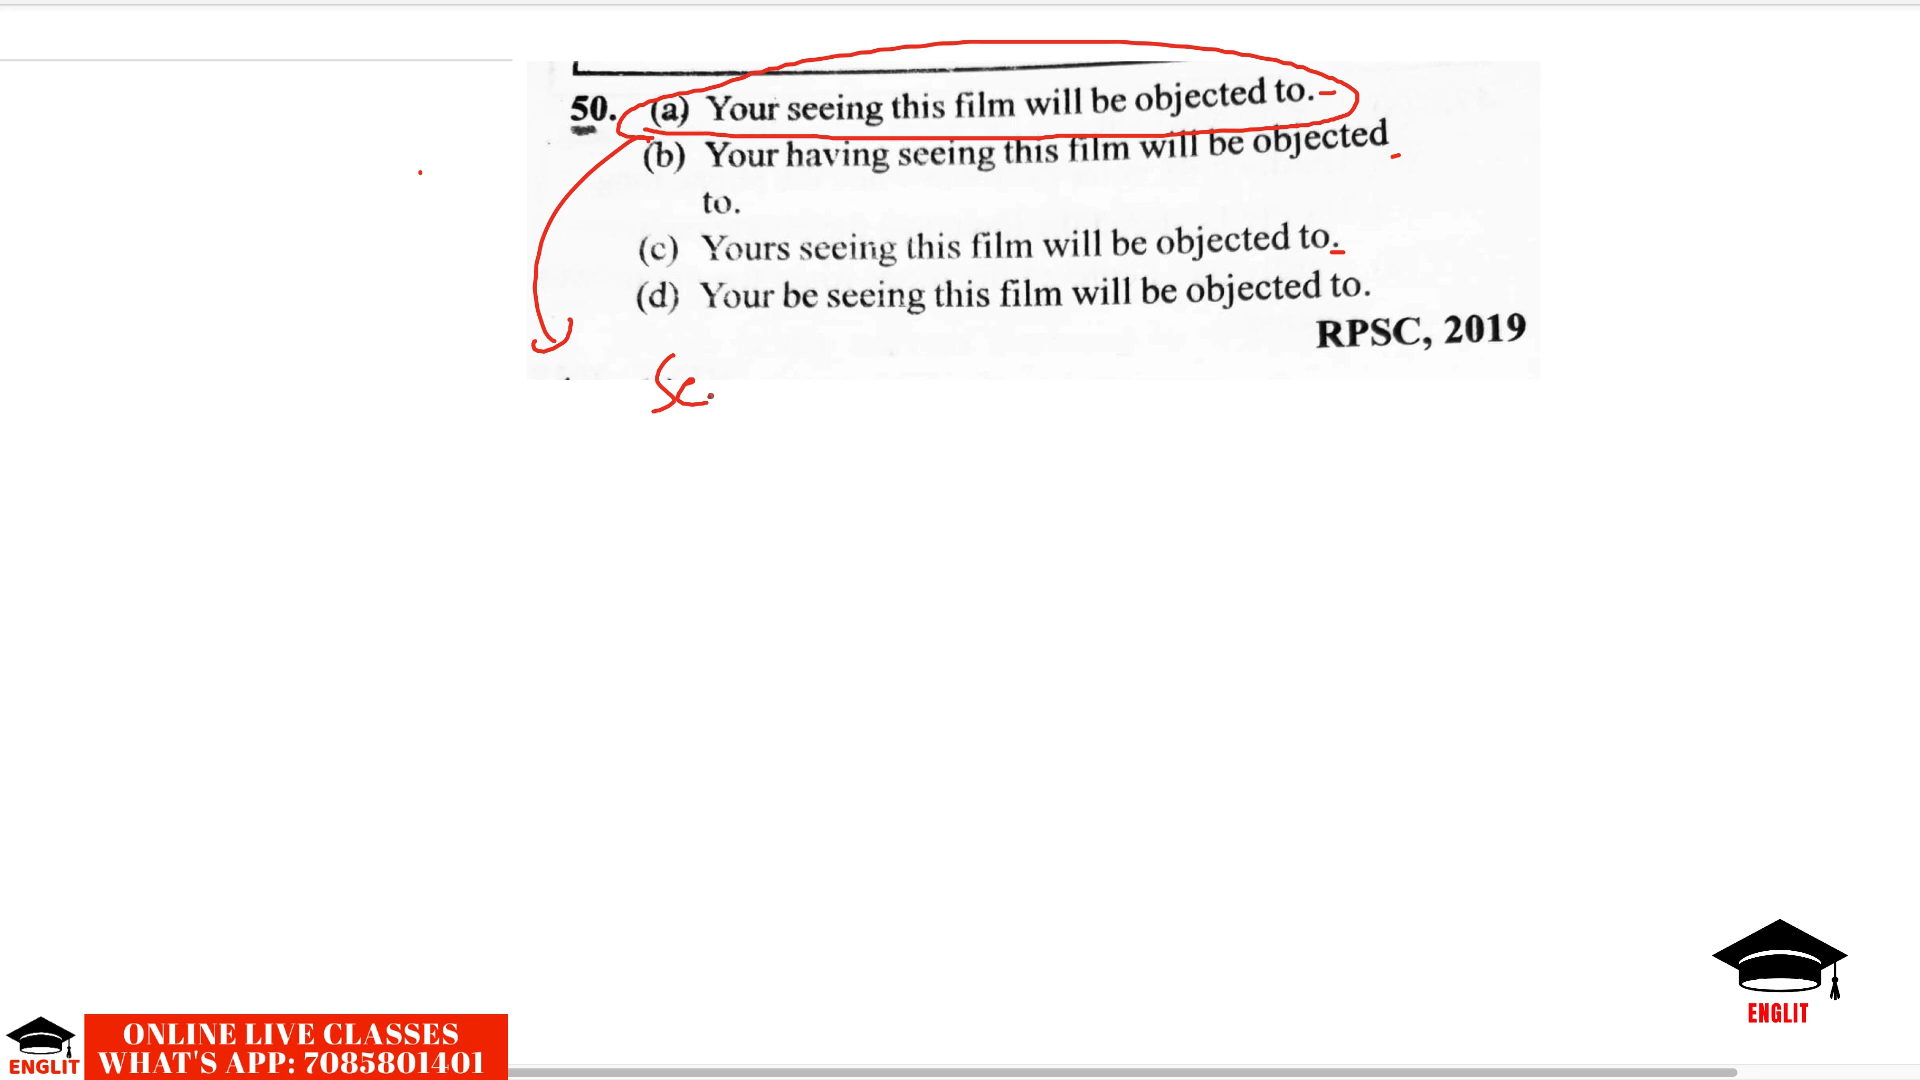 50. (a) Your seeing this film will be objected to.
(b) Your having seeing this film will be objected
to.
(c) Yours seeing this film will be objected to.
(d) Your be seeing this film will be objected to.
RPSC, 2019
Se
ENGLIT
ENGLIT
ONLINE LIVE CLASSES
WHAT'S APP: 7085801401